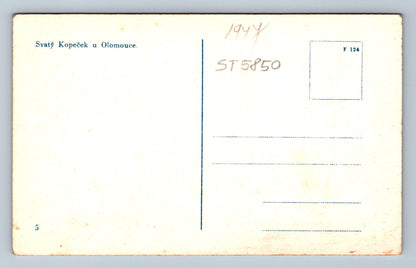 Svatý Kopeček u Olomouce.
1947
ST5850
F 124
5